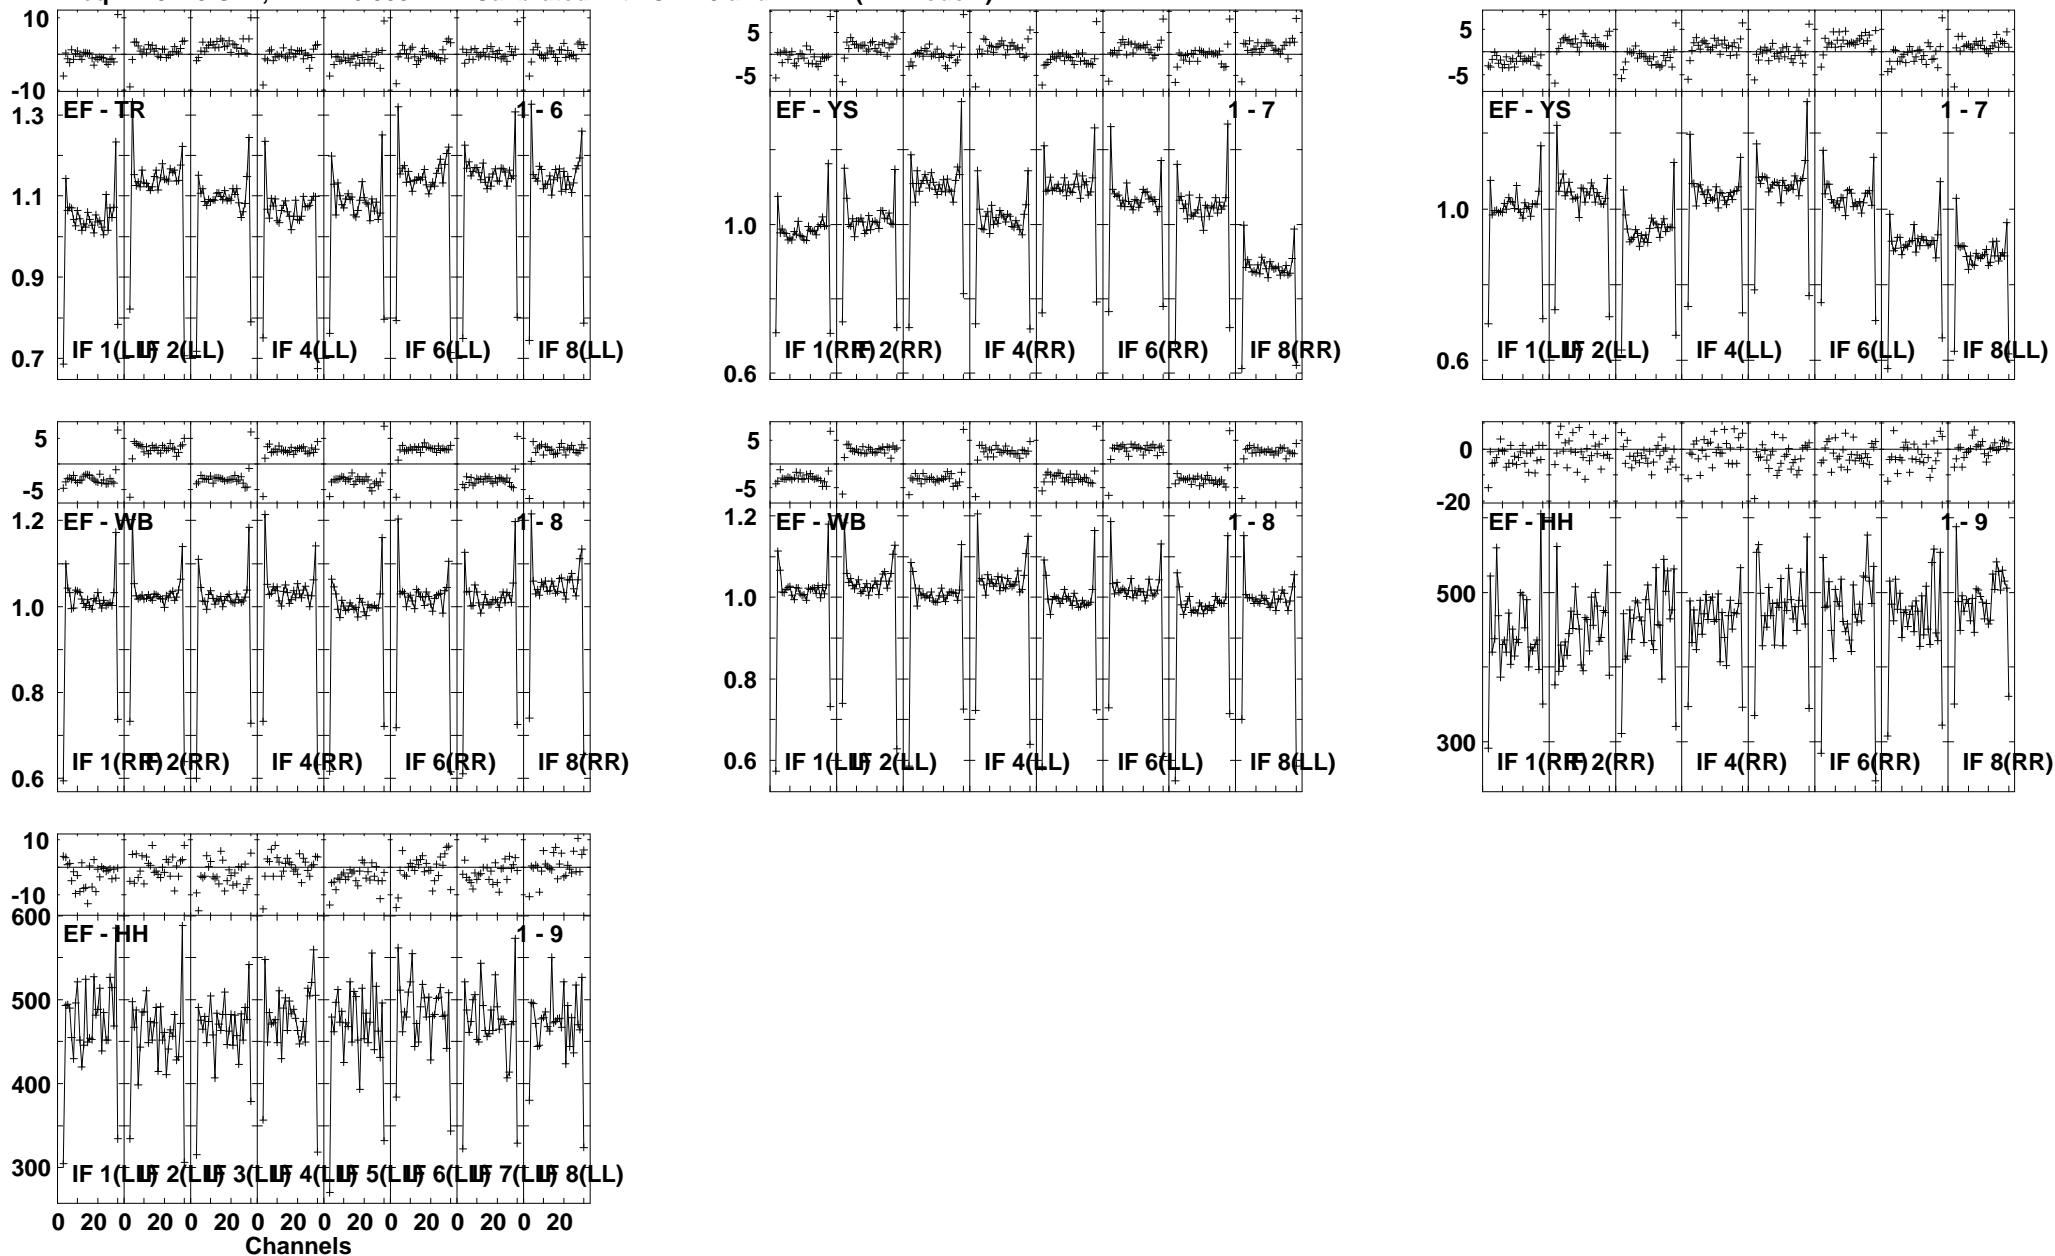 10
-10
EF - TR 1 - 6
1.3
1.1
0.9
0.7
IF 1(LL) IF 2(LL) IF 4(LL) IF 6(LL) IF 8(LL)
5
-5
EF - YS 1 - 7
1.0
0.6
IF 1(RR) IF 2(RR) IF 4(RR) IF 6(RR) IF 8(RR)
5
-5
EF - YS 1 - 7
1.0
0.6
IF 1(LL) IF 2(LL) IF 4(LL) IF 6(LL) IF 8(LL)
5
-5
EF - WB 1 - 8
1.2
1.0
0.8
0.6
IF 1(RR) IF 2(RR) IF 4(RR) IF 6(RR) IF 8(RR)
5
-5
EF - WB 1 - 8
1.2
1.0
0.8
0.6
IF 1(LL) IF 2(LL) IF 4(LL) IF 6(LL) IF 8(LL)
0
-20
EF - HH 1 - 9
500
300
IF 1(RR) IF 2(RR) IF 4(RR) IF 6(RR) IF 8(RR)
10
-10
600
EF - HH 1 - 9
500
400
300
IF 1(LL) IF 2(LL) IF 3(LL) IF 4(LL) IF 5(LL) IF 6(LL) IF 7(LL) IF 8(LL)
0 20 0 20 0 20 0 20 0 20 0 20 0 20 0 20
Channels